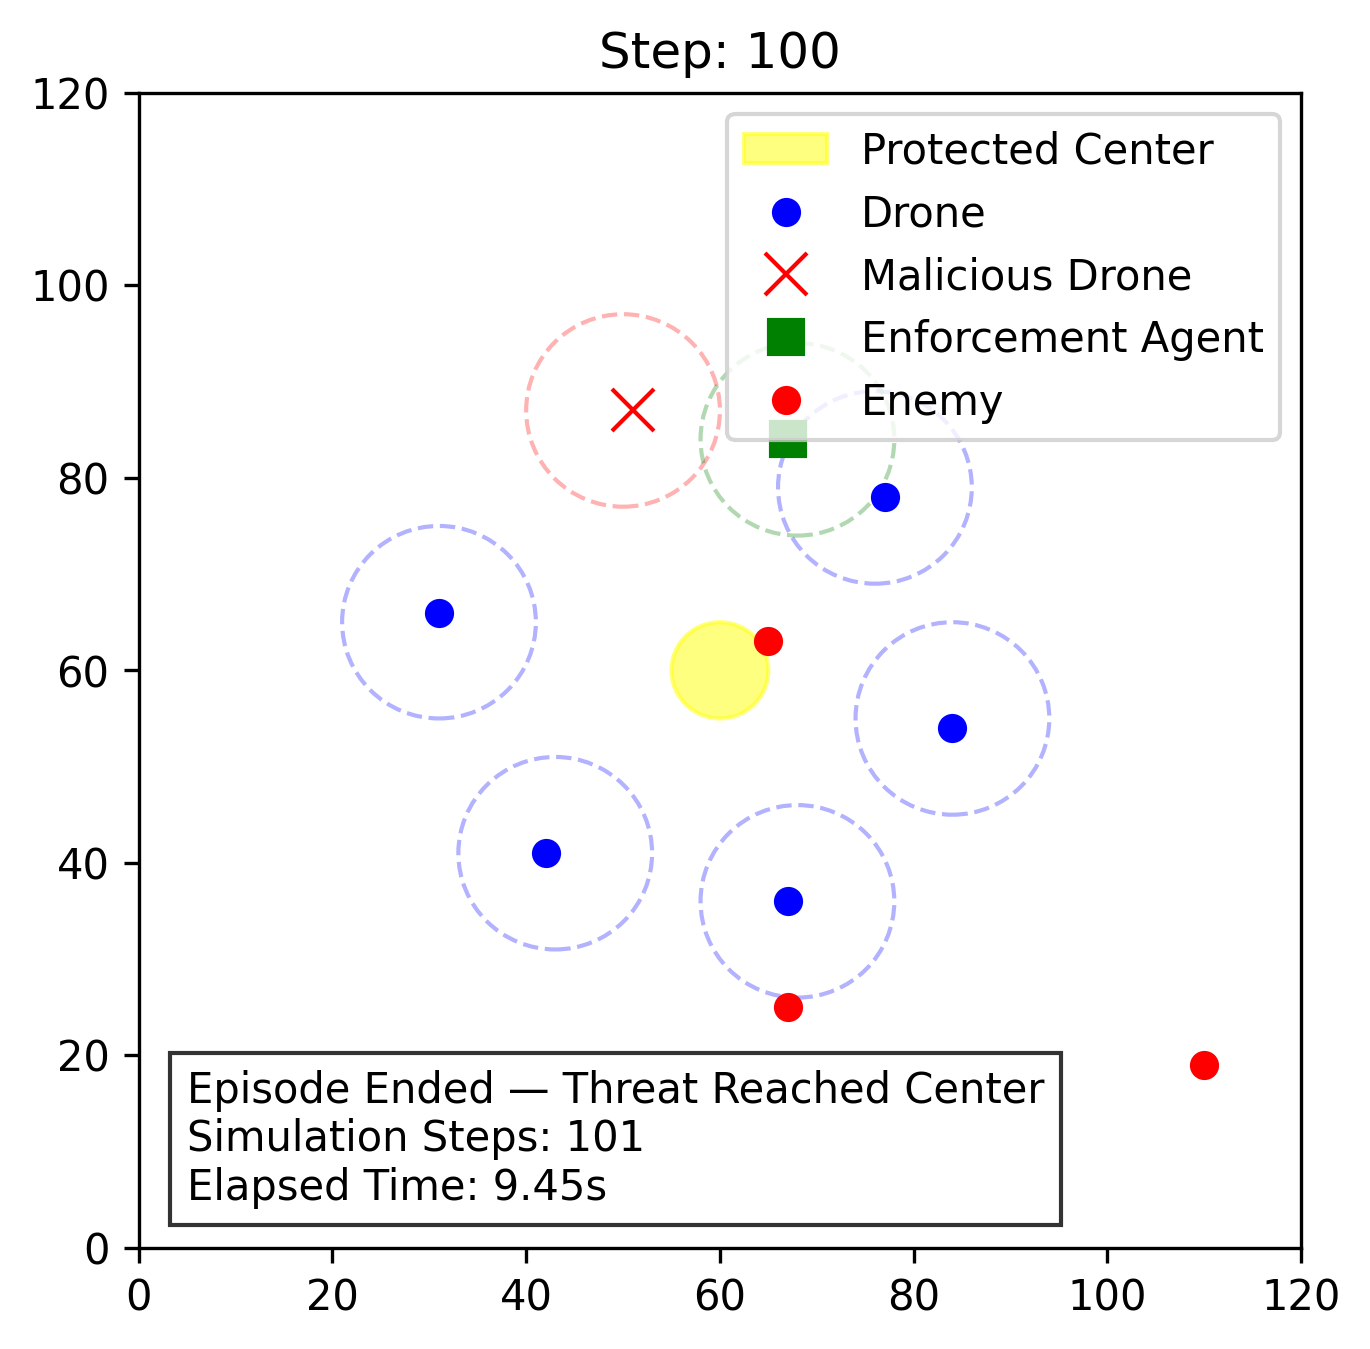 Step: 100
120
100
80
60
40
20
0
Protected Center
Drone
Malicious Drone
Enforcement Agent
Enemy
Episode Ended — Threat Reached Center
Simulation Steps: 101
Elapsed Time: 9.45s
0 20 40 60 80 100 120